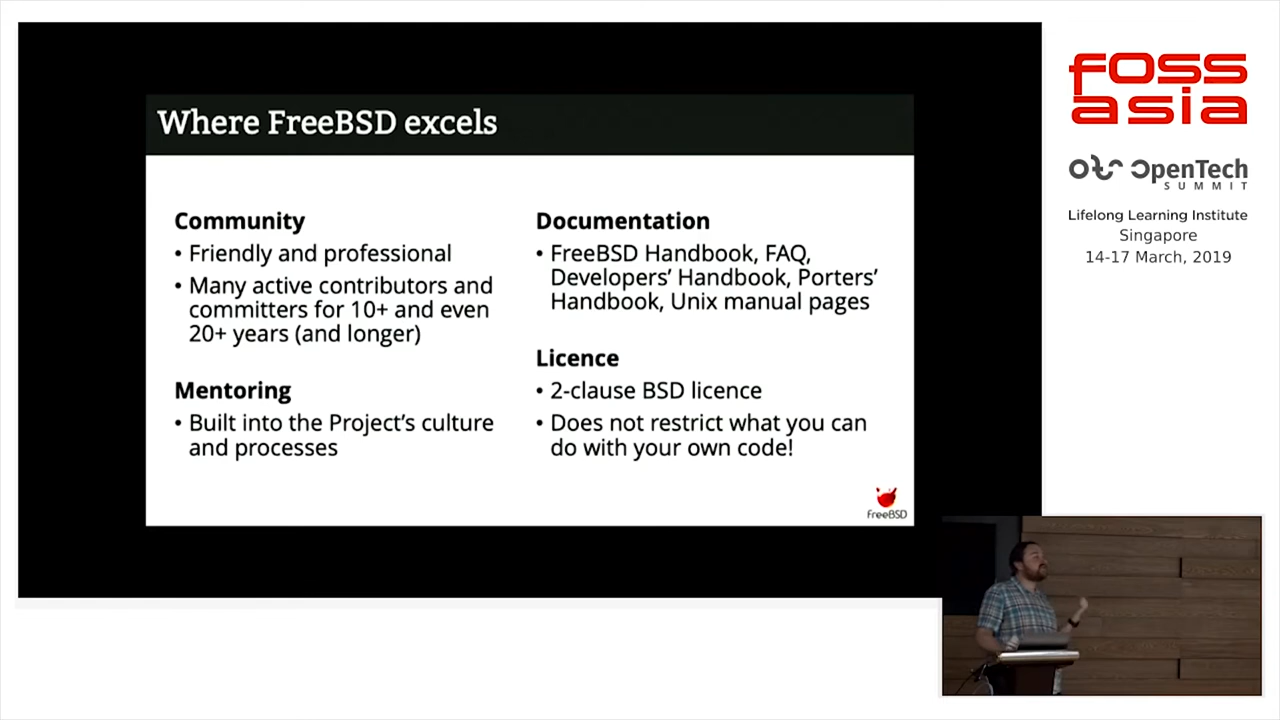 Where FreeBSD excels
Community
• Friendly and professional
• Many active contributors and
committers for 10+ and even
20+ years (and longer)
Mentoring
• Built into the Project’s culture
and processes
Documentation
• FreeBSD Handbook, FAQ,
Developers’ Handbook, Porters’
Handbook, Unix manual pages
Licence
• 2-clause BSD licence
• Does not restrict what you can
do with your own code!
FreeBSD
foss
asia
OpenTech
SUMMIT
Lifelong Learning Institute
Singapore
14-17 March, 2019